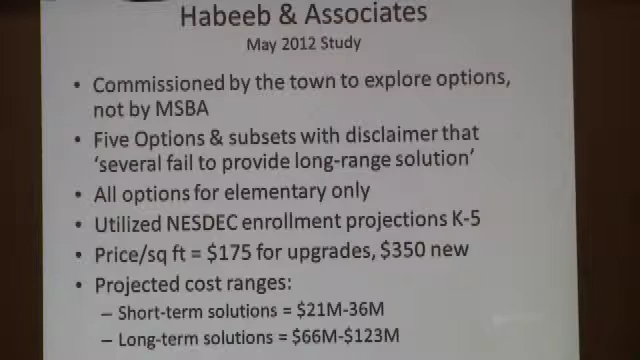 Habeeb & Associates
May 2012 Study
• Commissioned by the town to explore options,
not by MSBA
• Five Options & subsets with disclaimer that
'several fail to provide long-range solution'
• All options for elementary only
• Utilized NESDEC enrollment projections K-5
• Price/sq ft = $175 for upgrades, $350 new
• Projected cost ranges:
– Short-term solutions = $21M-36M
– Long-term solutions = $66M-$123M